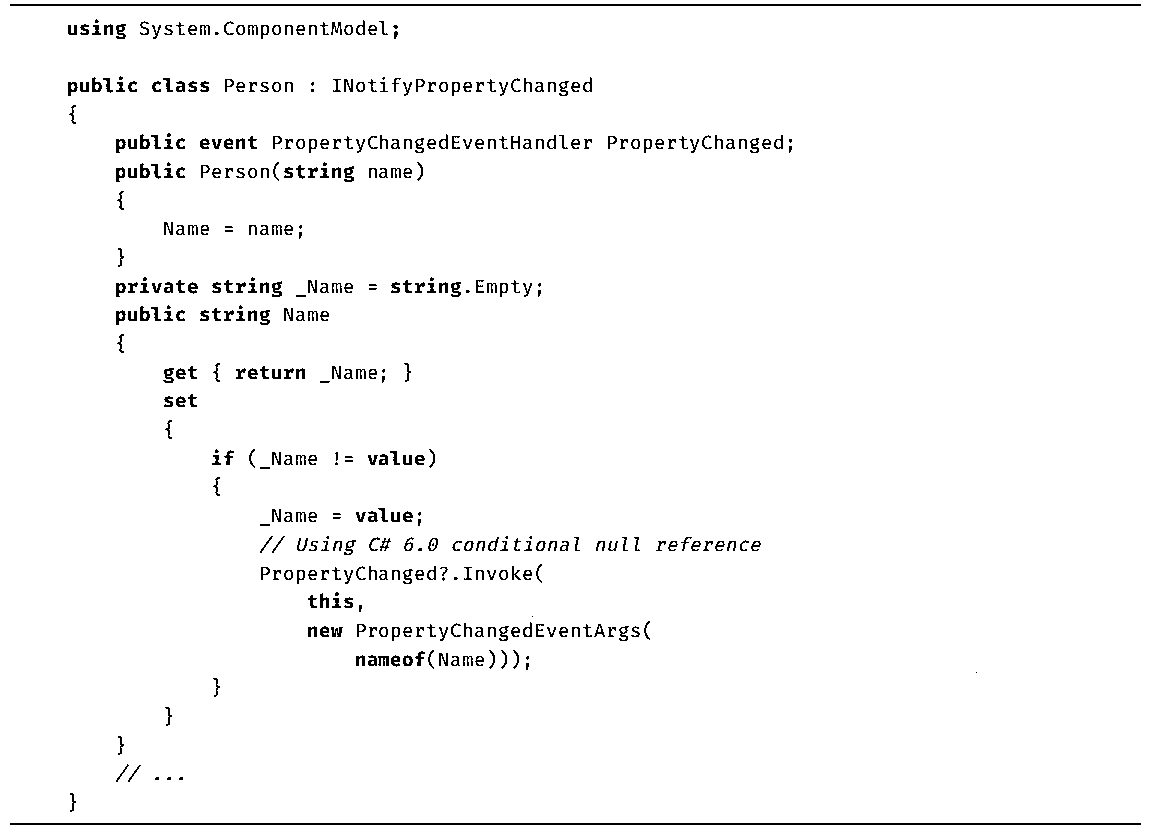 using System.ComponentModel;

public class Person : INotifyPropertyChanged
{
    public event PropertyChangedEventHandler PropertyChanged;
    public Person(string name)
    {
        Name = name;
    }
    private string _Name = string.Empty;
    public string Name
    {
        get { return _Name; }
        set
        {
            if (_Name != value)
            {
                _Name = value;
                // Using C# 6.0 conditional null reference
                PropertyChanged?.Invoke(
                    this,
                    new PropertyChangedEventArgs(
                        nameof(Name)));
            }
        }
    }
    // ...
}